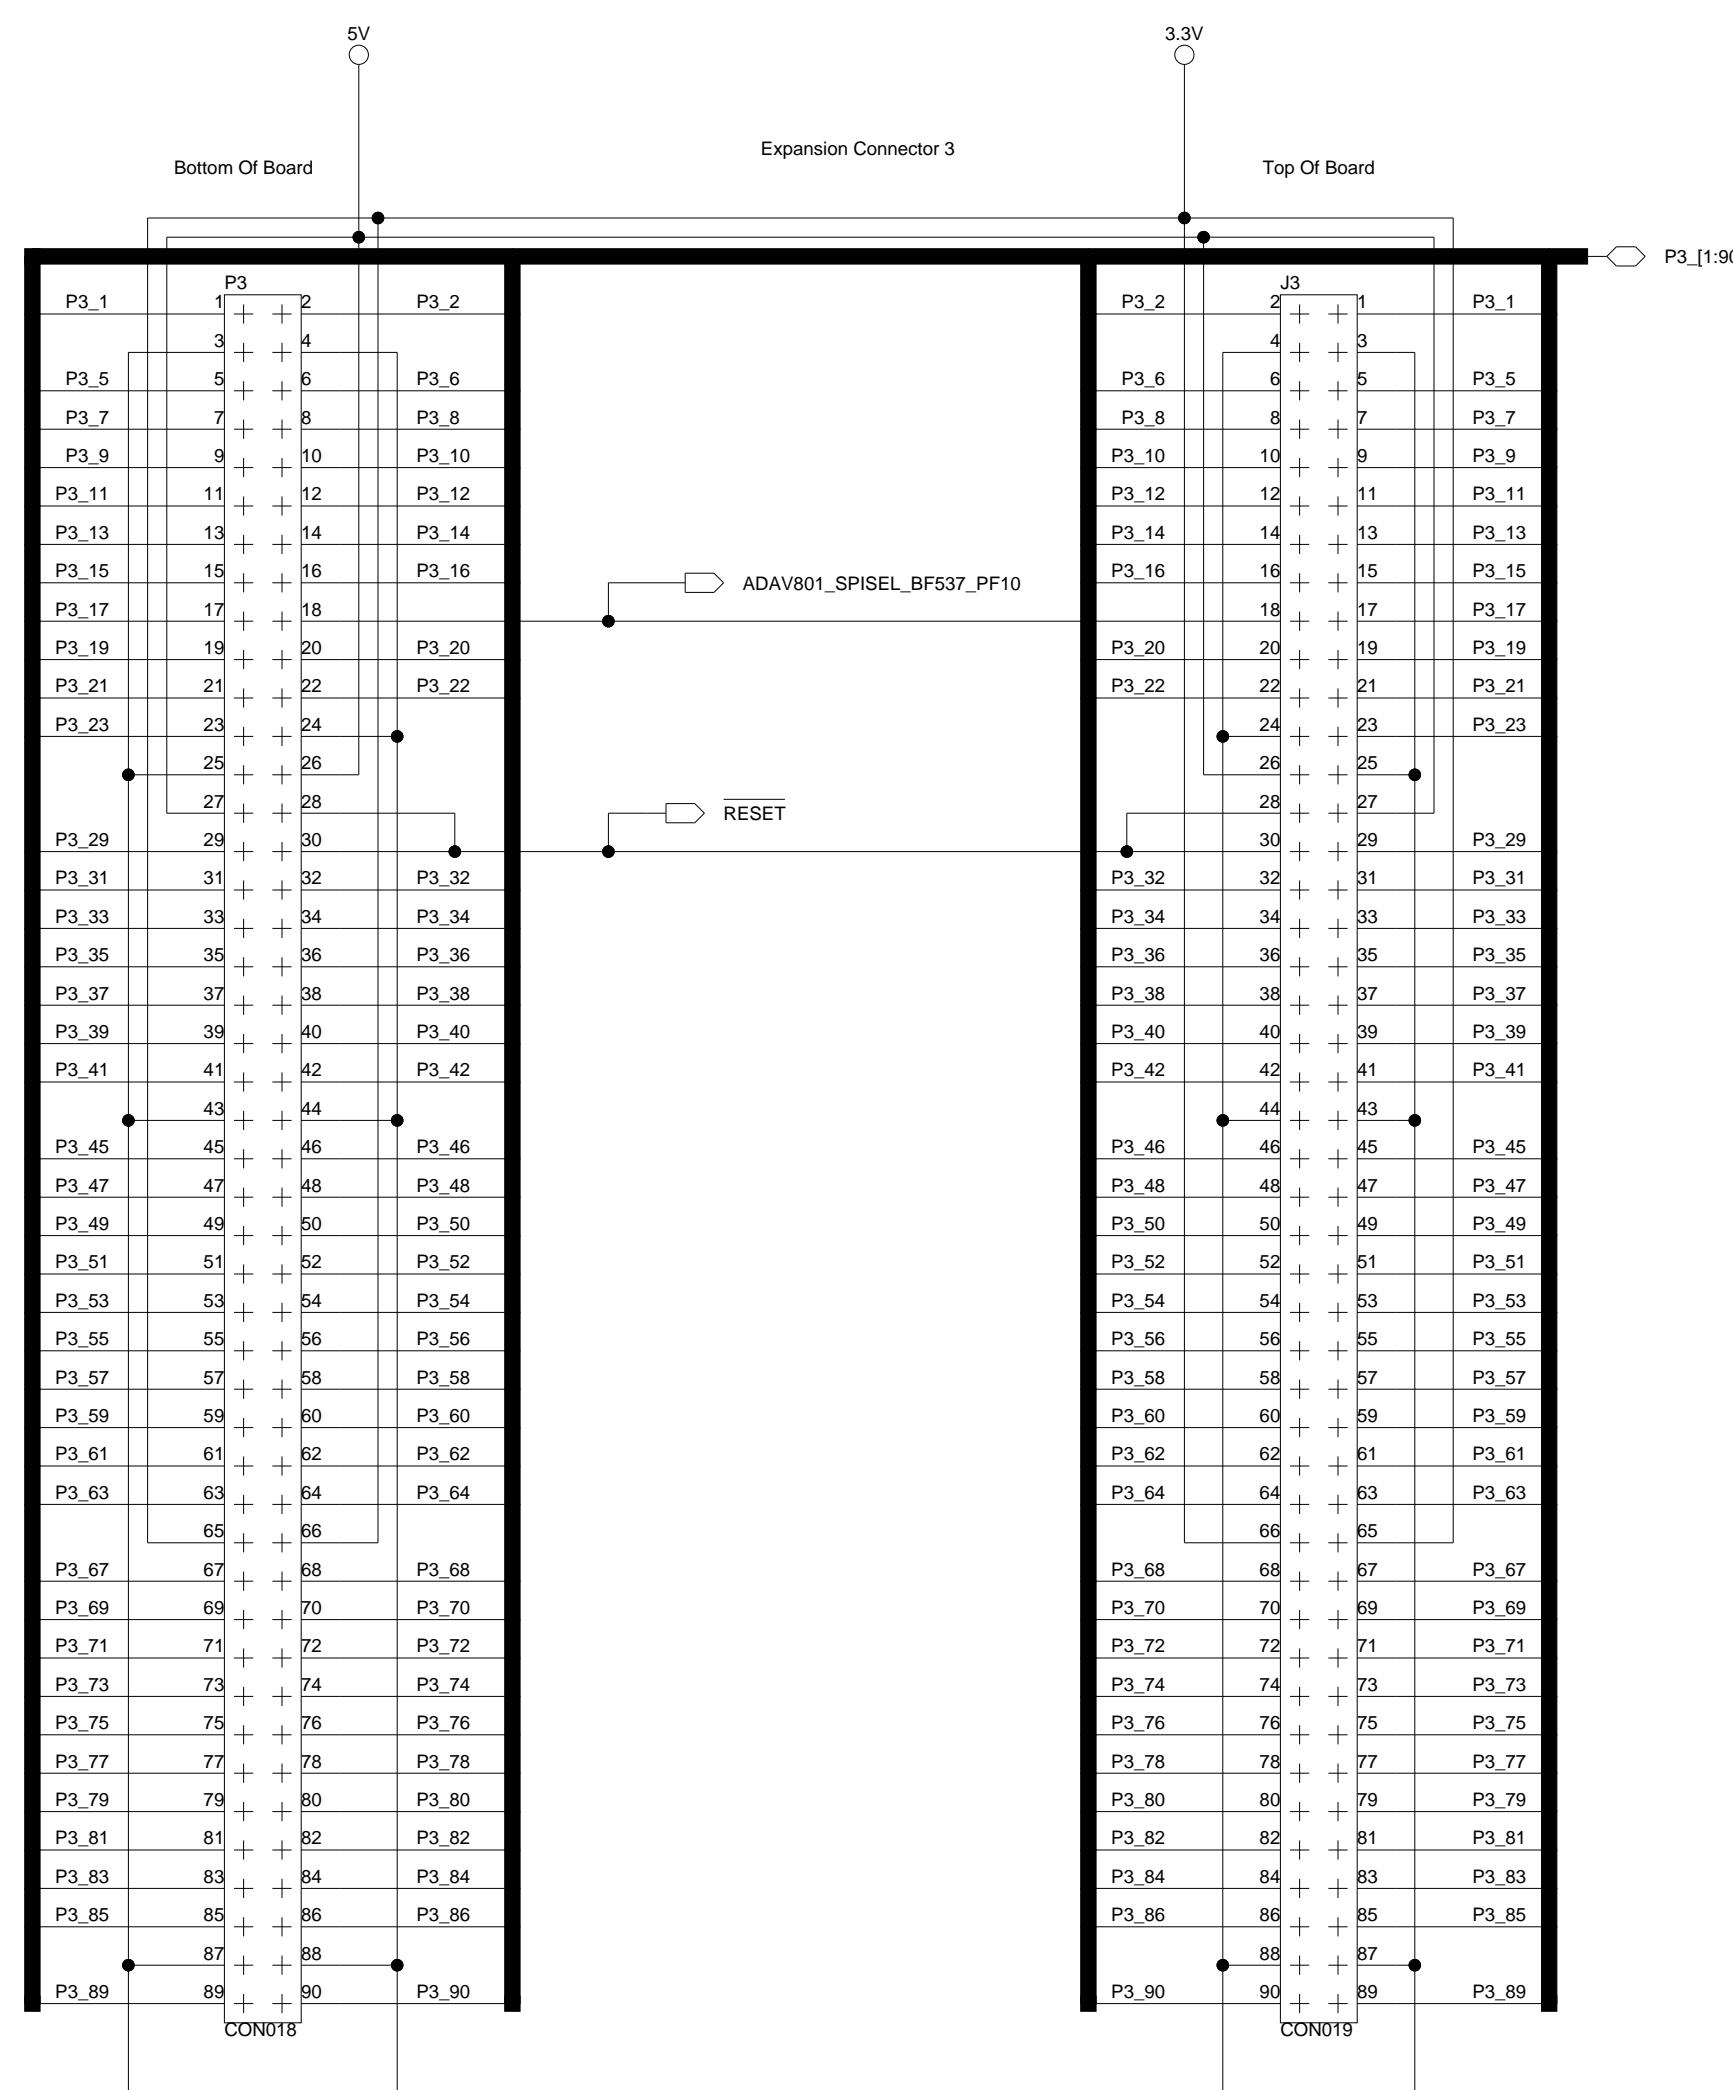 5V 3.3V
Expansion Connector 3
Bottom Of Board Top Of Board
P3_[1:90
P3 J3
P3_1 1 2 P3_2 P3_2 2 1 P3_1
3 4 4 3
P3_5 5 6 P3_6 P3_6 6 5 P3_5
P3_7 7 8 P3_8 P3_8 8 7 P3_7
P3_9 9 10 P3_10 P3_10 10 9 P3_9
P3_11 11 12 P3_12 P3_12 12 11 P3_11
P3_13 13 14 P3_14 P3_14 14 13 P3_13
P3_15 15 16 P3_16 P3_16 16 15 P3_15
ADAV801_SPISEL_BF537_PF10
P3_17 17 18 18 17 P3_17
P3_19 19 20 P3_20 P3_20 20 19 P3_19
P3_21 21 22 P3_22 P3_22 22 21 P3_21
P3_23 23 24 24 23 P3_23
25 26 26 25
27 28 28 27
RESET
P3_29 29 30 30 29 P3_29
P3_31 31 32 P3_32 P3_32 32 31 P3_31
P3_33 33 34 P3_34 P3_34 34 33 P3_33
P3_35 35 36 P3_36 P3_36 36 35 P3_35
P3_37 37 38 P3_38 P3_38 38 37 P3_37
P3_39 39 40 P3_40 P3_40 40 39 P3_39
P3_41 41 42 P3_42 P3_42 42 41 P3_41
43 44 44 43
P3_45 45 46 P3_46 P3_46 46 45 P3_45
P3_47 47 48 P3_48 P3_48 48 47 P3_47
P3_49 49 50 P3_50 P3_50 50 49 P3_49
P3_51 51 52 P3_52 P3_52 52 51 P3_51
P3_53 53 54 P3_54 P3_54 54 53 P3_53
P3_55 55 56 P3_56 P3_56 56 55 P3_55
P3_57 57 58 P3_58 P3_58 58 57 P3_57
P3_59 59 60 P3_60 P3_60 60 59 P3_59
P3_61 61 62 P3_62 P3_62 62 61 P3_61
P3_63 63 64 P3_64 P3_64 64 63 P3_63
65 66 66 65
P3_67 67 68 P3_68 P3_68 68 67 P3_67
P3_69 69 70 P3_70 P3_70 70 69 P3_69
P3_71 71 72 P3_72 P3_72 72 71 P3_71
P3_73 73 74 P3_74 P3_74 74 73 P3_73
P3_75 75 76 P3_76 P3_76 76 75 P3_75
P3_77 77 78 P3_78 P3_78 78 77 P3_77
P3_79 79 80 P3_80 P3_80 80 79 P3_79
P3_81 81 82 P3_82 P3_82 82 81 P3_81
P3_83 83 84 P3_84 P3_84 84 83 P3_83
P3_85 85 86 P3_86 P3_86 86 85 P3_85
87 88 88 87
P3_89 89 90 P3_90 P3_90 90 89 P3_89
CON018 CON019